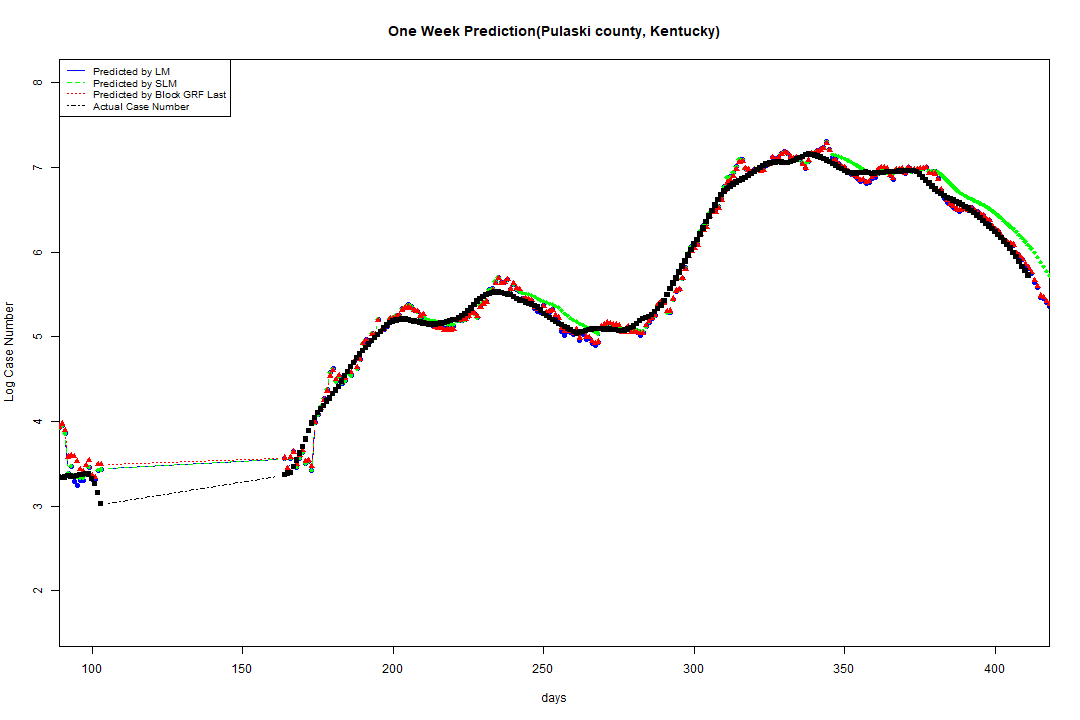 One Week Prediction(Pulaski county, Kentucky)
Predicted by LM
Predicted by SLM
Predicted by Block GRF Last
Actual Case Number
8
7
6
5
4
3
2
Log Case Number
100 150 200 250 300 350 400
days